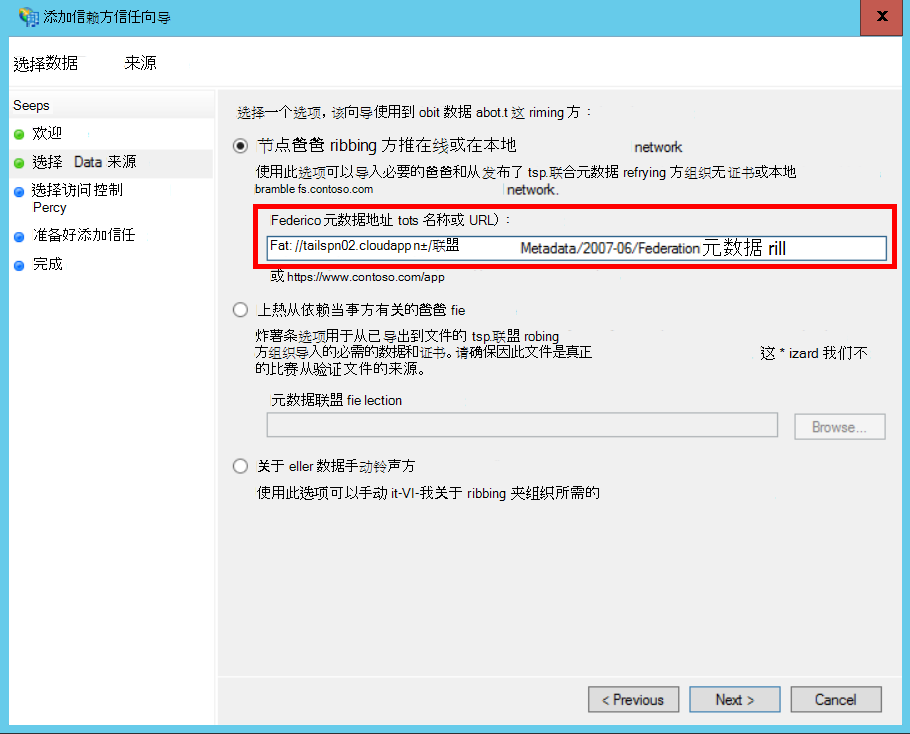 添加信赖方信任向导
x
选择数据 来源
Seeps
欢迎
选择 Data 来源
选择访问控制
Percy
准备好添加信任
完成
选择一个选项，该向导使用到 obit 数据 abot.t 这 riming 方：
节点爸爸 ribbing 方推在线或在本地 network
使用此选项可以导入必要的爸爸和从发布了 tsp.联合元数据 refrying 方组织无证书或本地
bramble fs.contoso.com network.
Federico 元数据地址 tots 名称或 URL）：
Fat: //tailspn02.cloudapp n±/联盟 Metadata/2007-06/Federation 元数据 rill
或 https://www.contoso.com/app
上热从依赖当事方有关的爸爸 fie
炸薯条选项用于从已导出到文件的 tsp.联盟 robing
方组织导入的必需的数据和证书。请确保因此文件是真正 这 * izard 我们不
的比赛从验证文件的来源。
元数据联盟 fie lection
Browse...
关于 eller 数据手动铃声方
使用此选项可以手动 it-VI-我关于 ribbing 夹组织所需的
< Previous
Next >
Cancel